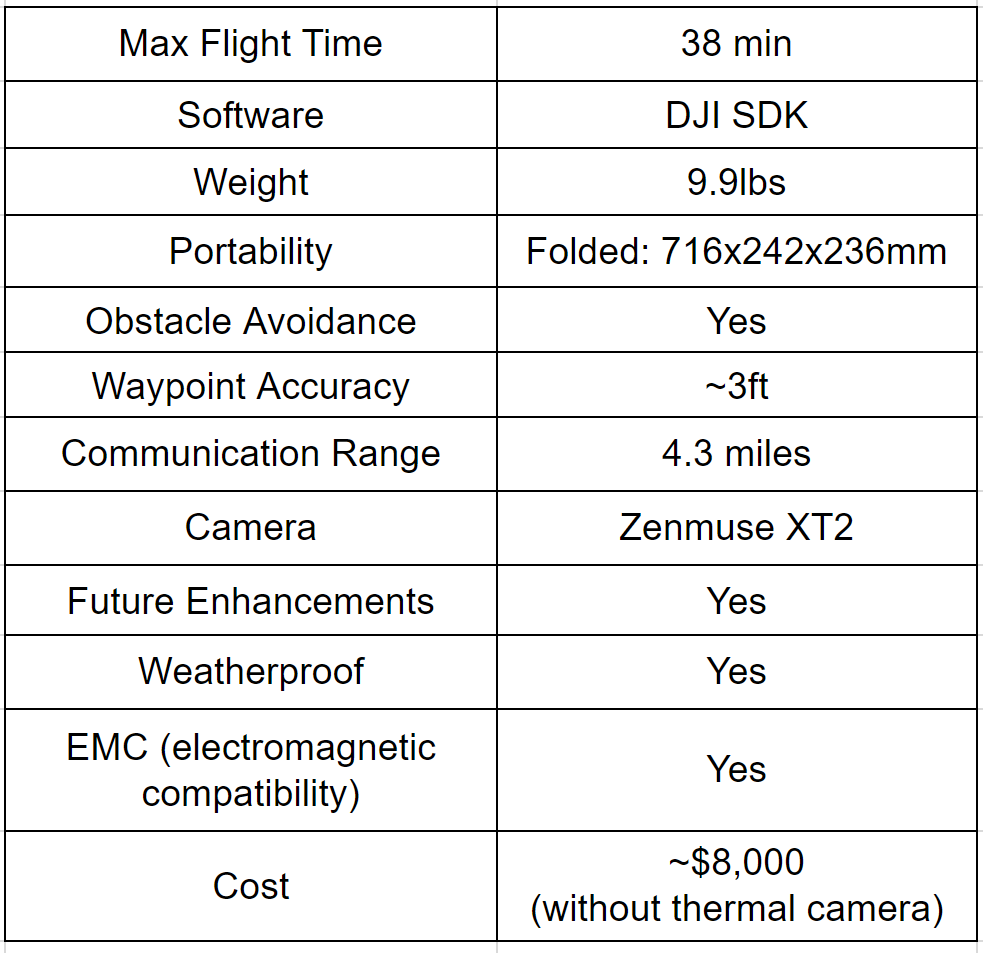 Max Flight Time 38 min
Software DJI SDK
Weight 9.9lbs
Portability Folded: 716x242x236mm
Obstacle Avoidance Yes
Waypoint Accuracy ~3ft
Communication Range 4.3 miles
Camera Zenmuse XT2
Future Enhancements Yes
Weatherproof Yes
EMC (electromagnetic
compatibility) Yes
Cost ~$8,000
(without thermal camera)